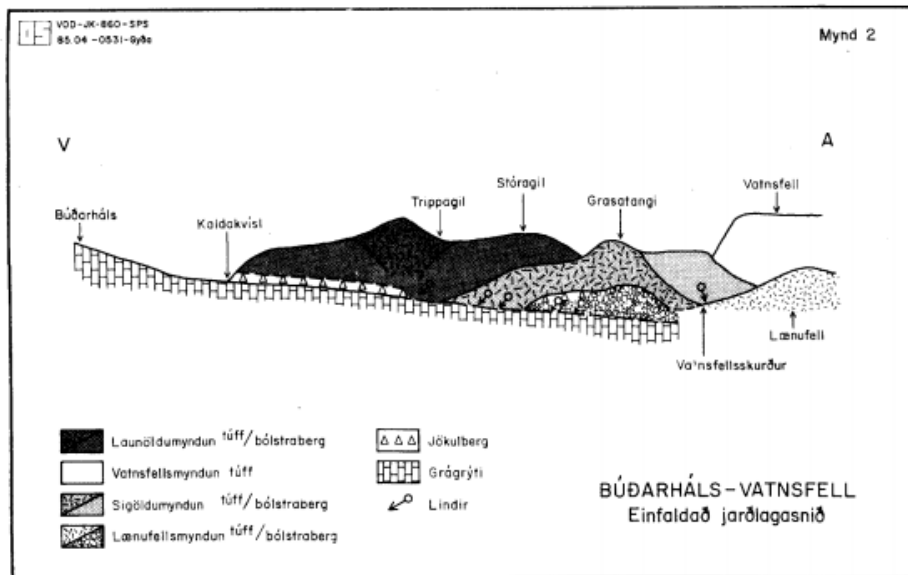 VOD-JK-860-SPS
85.04-0531-Gyða
Mynd 2
V
A
Búðarháls
Kaldakvísl
Trippagil
Stóragil
Grasatangi
Vatnsfell
Lænufell
Vatnsfellsskurður
Launöldumyndun túff/bólstraberg
Vatnsfellsmyndun túff
Sigöldumyndun túff/bólstraberg
Lænufellsmyndun túff/bólstraberg
Jökulberg
Grágrýti
Lindir
BÚÐARHÁLS-VATNSFELL
Einfaldað jarðlagasnið